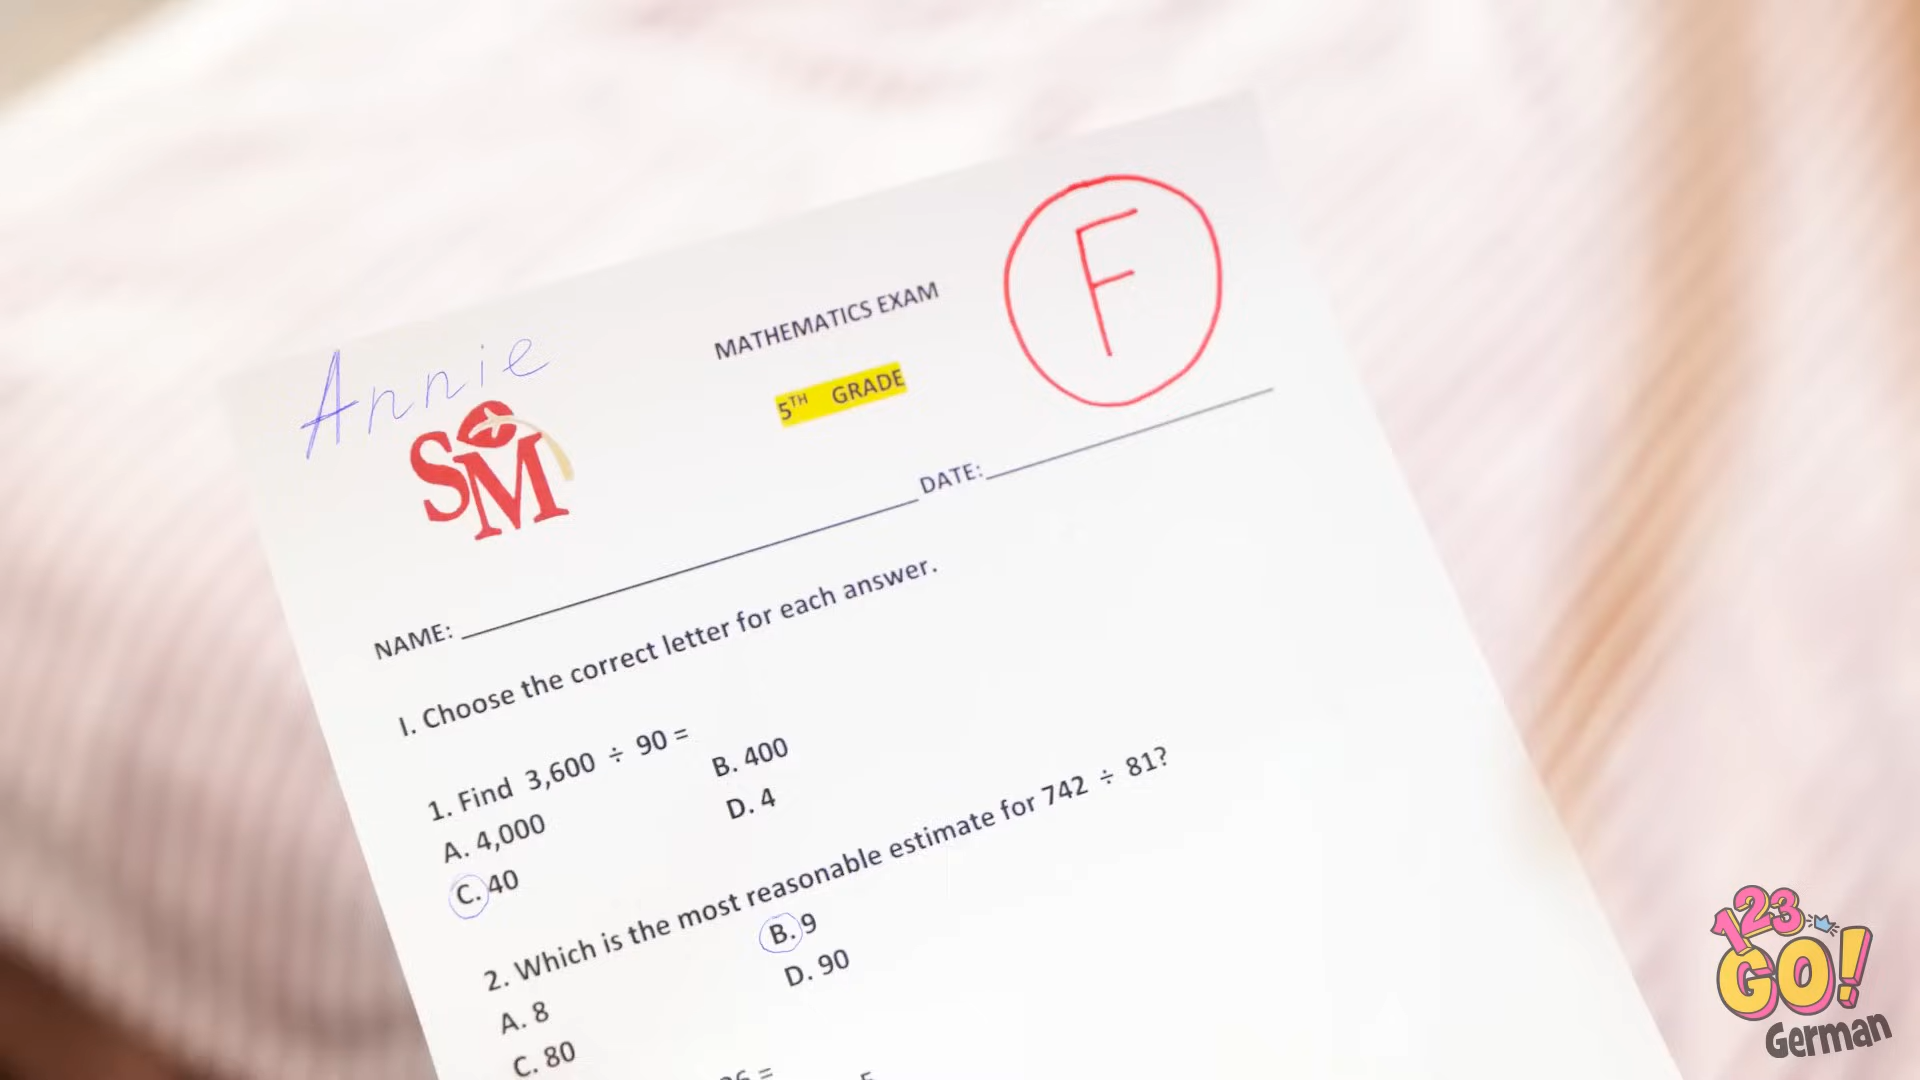 Annie
SM
MATHEMATICS EXAM
F
5TH GRADE
NAME: ____________ DATE: ____________
I. Choose the correct letter for each answer.
1. Find 3,600 ÷ 90 =
A. 4,000 B. 400
C. 40 D. 4
2. Which is the most reasonable estimate for 742 ÷ 81?
A. 8 B. 9
C. 80 D. 90
123
GO!
German